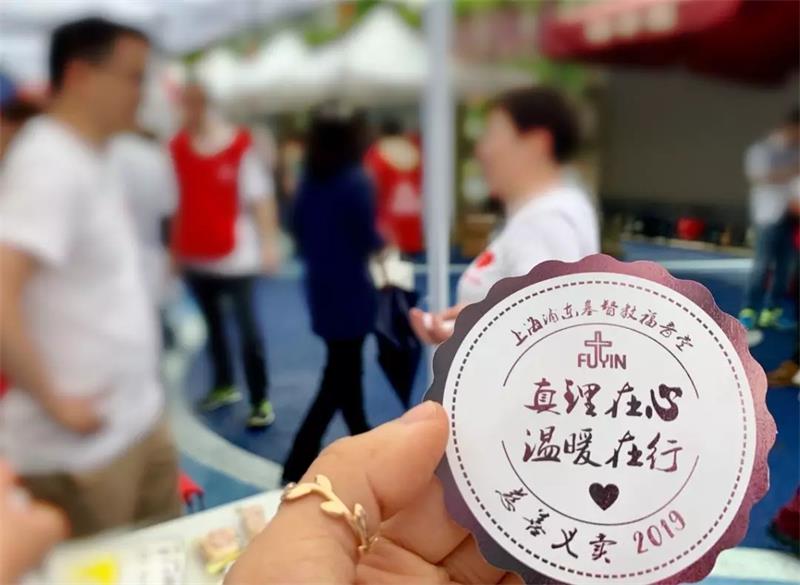 上海浦东基督教福音堂
FUYIN
真理在心
温暖在行
慈善义卖 2019